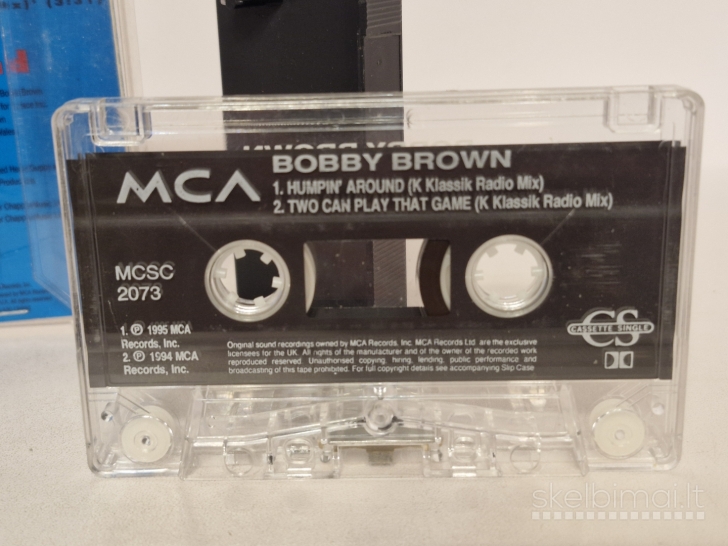 BOBBY BROWN
MCA
1. HUMPIN' AROUND (K Klassik Radio Mix)
2. TWO CAN PLAY THAT GAME (K Klassik Radio Mix)
MCSC
2073
1. ℗ 1995 MCA
Records, Inc.
2. ℗ 1994 MCA
Records, Inc.
Original sound recordings owned by MCA Records, Inc. MCA Records Ltd. are the exclusive
licensees for the UK. All rights of the manufacturer and of the owner of the recorded work
reproduced reserved. Unauthorised copying, hiring, lending, public performance and
broadcasting of this tape prohibited. For full copyright details see accompanying Slip Case
CS
CASSETTE SINGLE
skelbimai.lt